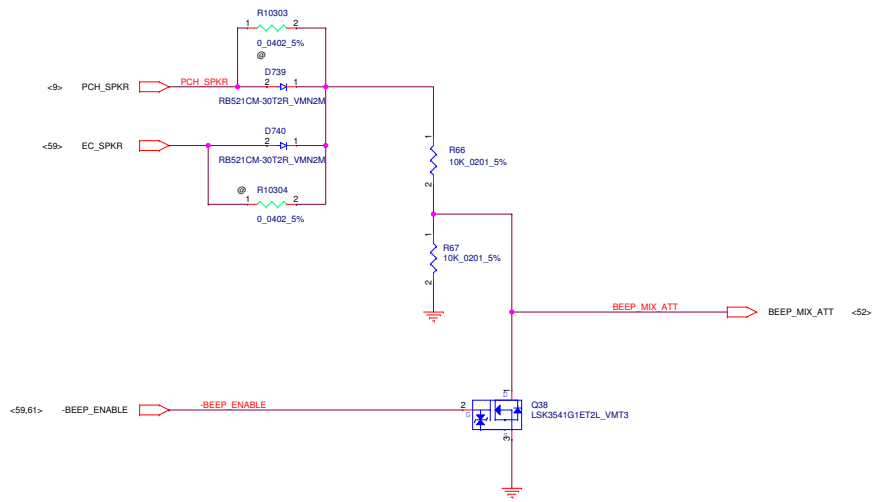 R10303
1 2
0_0402_5%
@
D739
<9> PCH_SPKR PCH_SPKR 2 1
RB521CM-30T2R_VMN2M
D740
<59> EC_SPKR 2 1
RB521CM-30T2R_VMN2M
@ R10304
1 2
0_0402_5%
1
R66
10K_0201_5%
2
1
R67
10K_0201_5%
2
BEEP_MIX_ATT BEEP_MIX_ATT <52>
1
<59,61> -BEEP_ENABLE -BEEP_ENABLE 2 Q38
LSK3541G1ET2L_VMT3
G
3